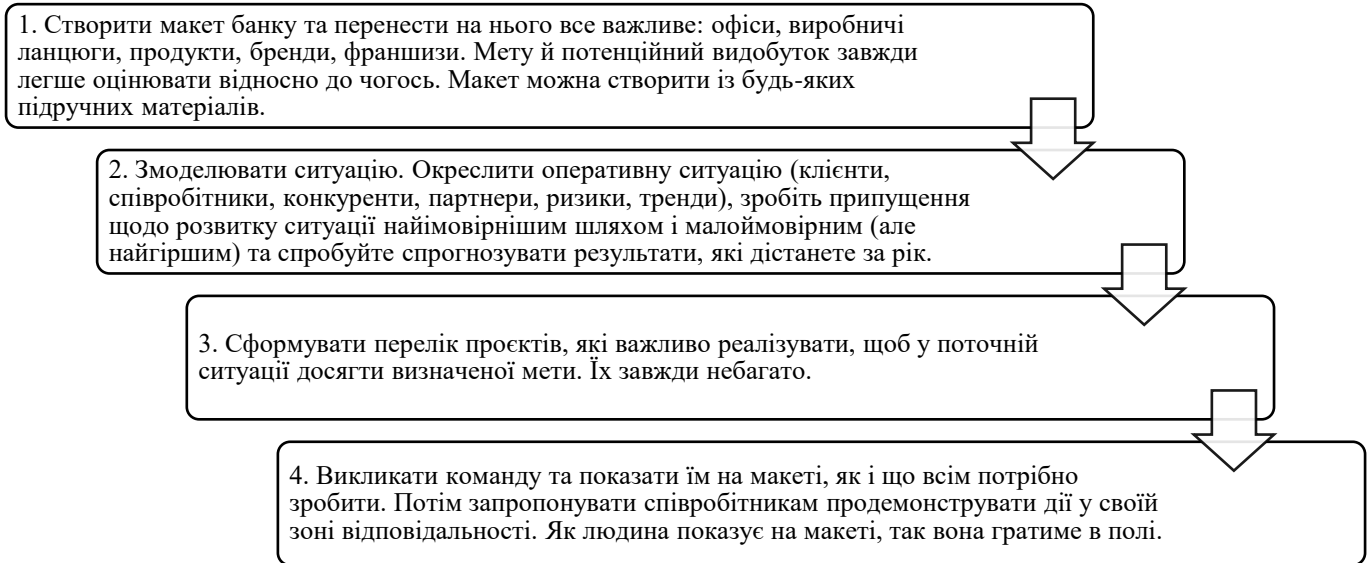 1. Створити макет банку та перенести на нього все важливе: офіси, виробничі
ланцюги, продукти, бренди, франшизи. Мету й потенційний видобуток завжди
легше оцінювати відносно до чогось. Макет можна створити із будь-яких
підручних матеріалів.
2. Змоделювати ситуацію. Окреслити оперативну ситуацію (клієнти,
співробітники, конкуренти, партнери, ризики, тренди), зробіть припущення
щодо розвитку ситуації найімовірнішим шляхом і малоймовірним (але
найгіршим) та спробуйте спрогнозувати результати, які дістанете за рік.
3. Сформувати перелік проєктів, які важливо реалізувати, щоб у поточній
ситуації досягти визначеної мети. Їх завжди небагато.
4. Викликати команду та показати їм на макеті, як і що всім потрібно
зробити. Потім запропонувати співробітникам продемонструвати дії у своїй
зоні відповідальності. Як людина показує на макеті, так вона гратиме в полі.